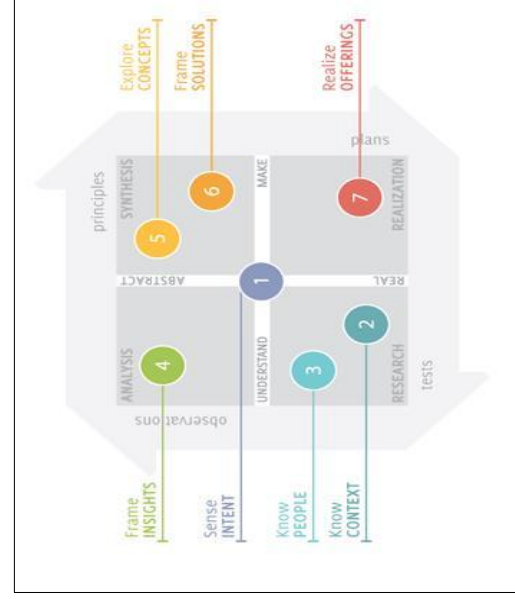 principles
Explore
CONCEPTS
Frame
SOLUTIONS
Realize
OFFERINGS
plans
SYNTHESIS
MAKE
REALIZATION
5
6
7
ABSTRACT
1
REAL
ANALYSIS
UNDERSTAND
RESEARCH
4
3
2
observations
tests
Frame
INSIGHTS
Sense
INTENT
Know
PEOPLE
Know
CONTEXT